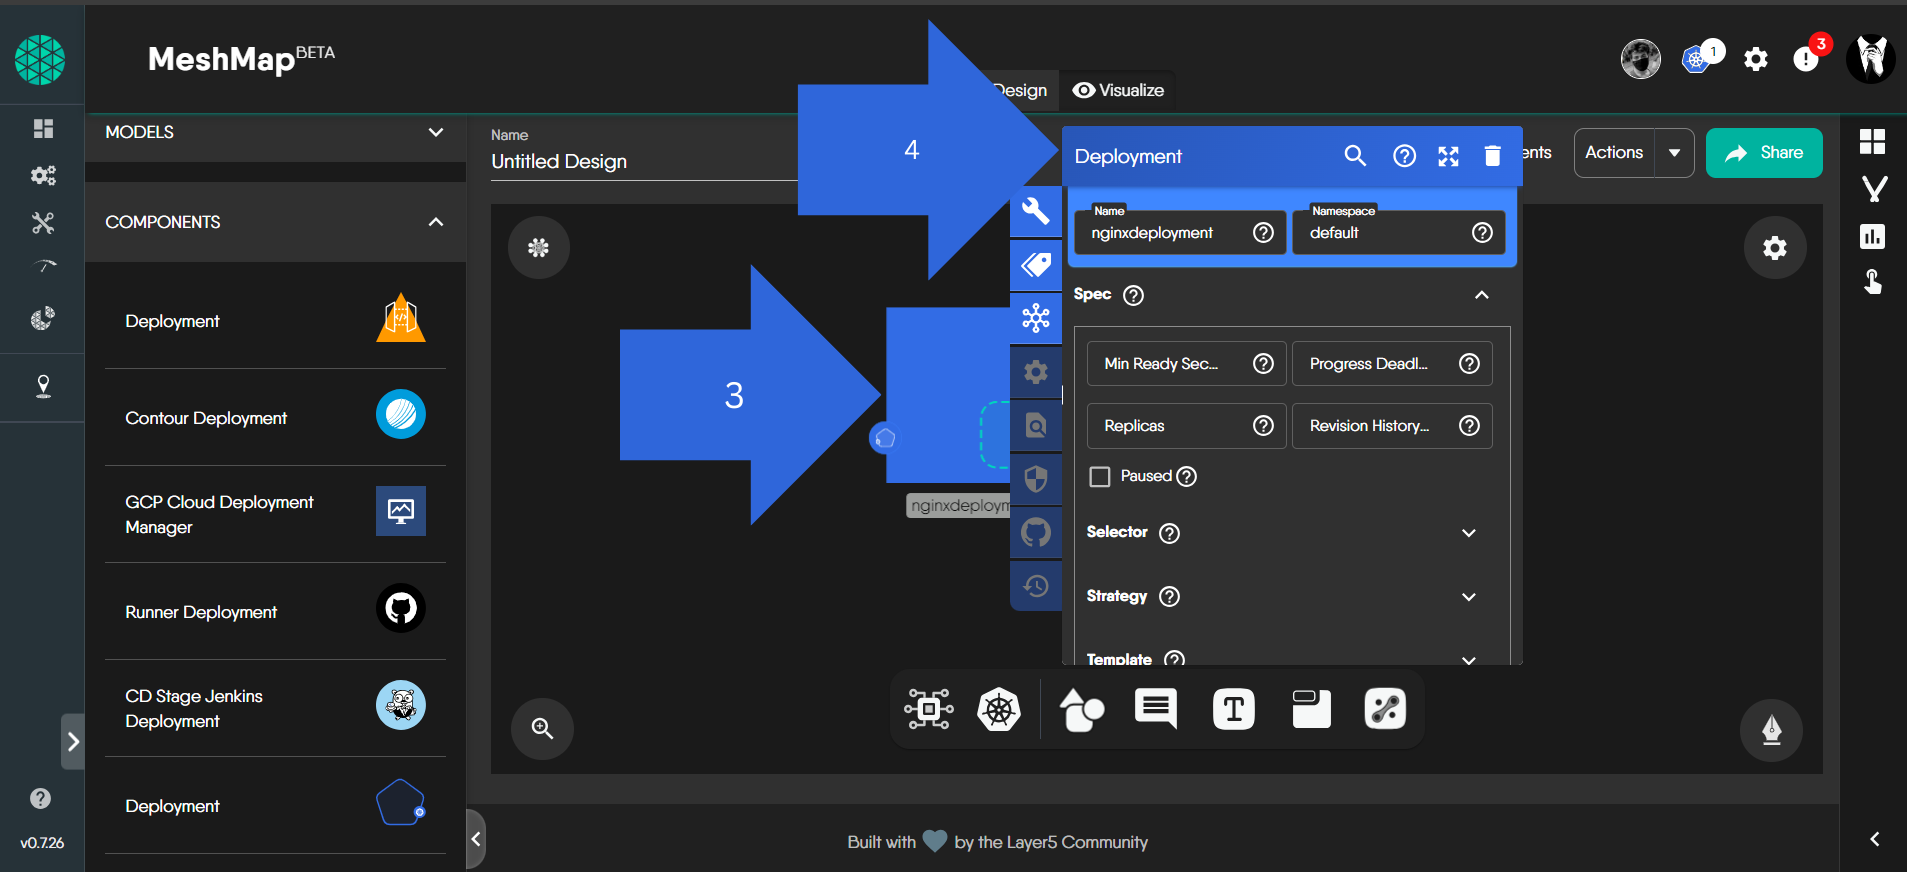 MeshMap BETA
1
3
Design
Visualize
MODELS
COMPONENTS
Deployment
Contour Deployment
GCP Cloud Deployment
Manager
Runner Deployment
CD Stage Jenkins
Deployment
Deployment
v0.7.26
Name
Untitled Design
4
3
nginxdeploym
Deployment
ents
Actions
Share
Name
nginxdeployment
Namespace
default
Spec
Min Ready Sec...
Progress Deadl...
Replicas
Revision History...
Paused
Selector
Strategy
Template
T
Built with by the Layer5 Community